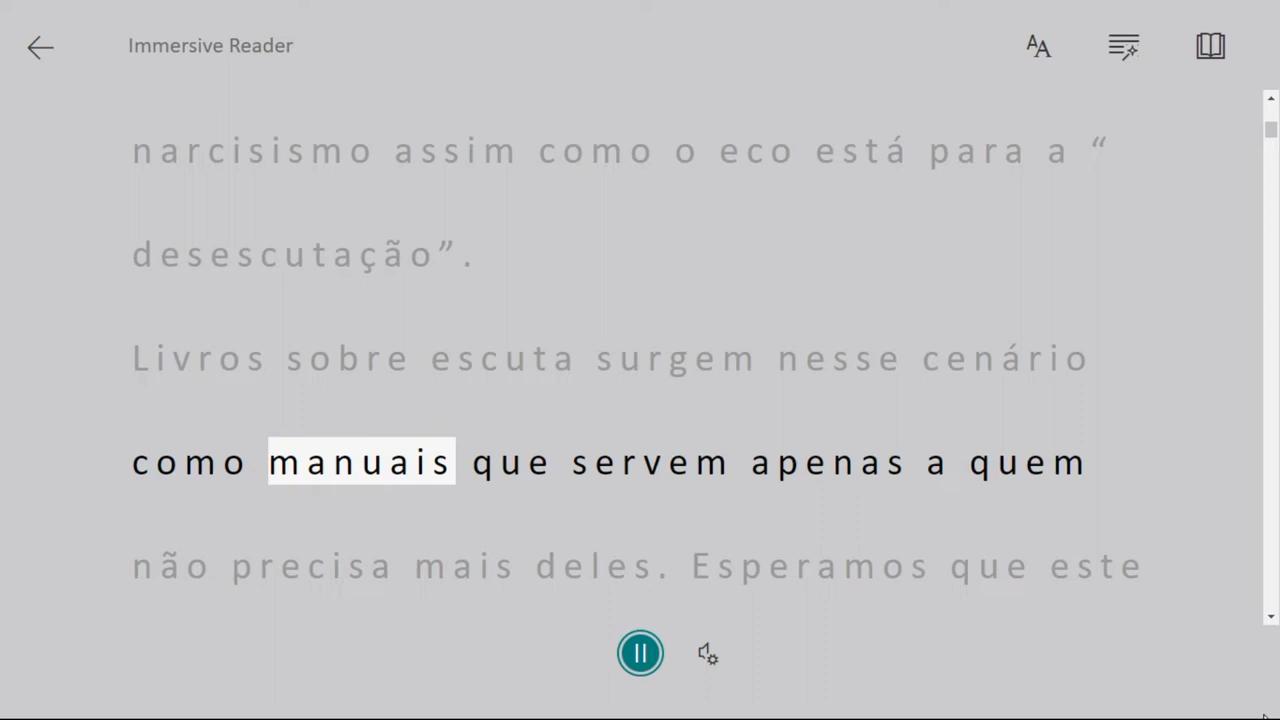 Immersive Reader
narcisismo assim como o eco está para a “
desescutação”.
Livros sobre escuta surgem nesse cenário
como manuais que servem apenas a quem
não precisa mais deles. Esperamos que este